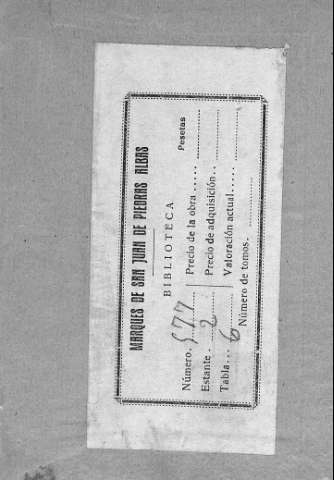 MARQUES DE SAN JUAN DE PIEDRAS ALBAS
BIBLIOTECA
Pesetas
Número. 577 Precio de la obra......
Estante.. 2 Precio de adquisición..
Tabla... 6 Valoración actual.....
Número de tomos.